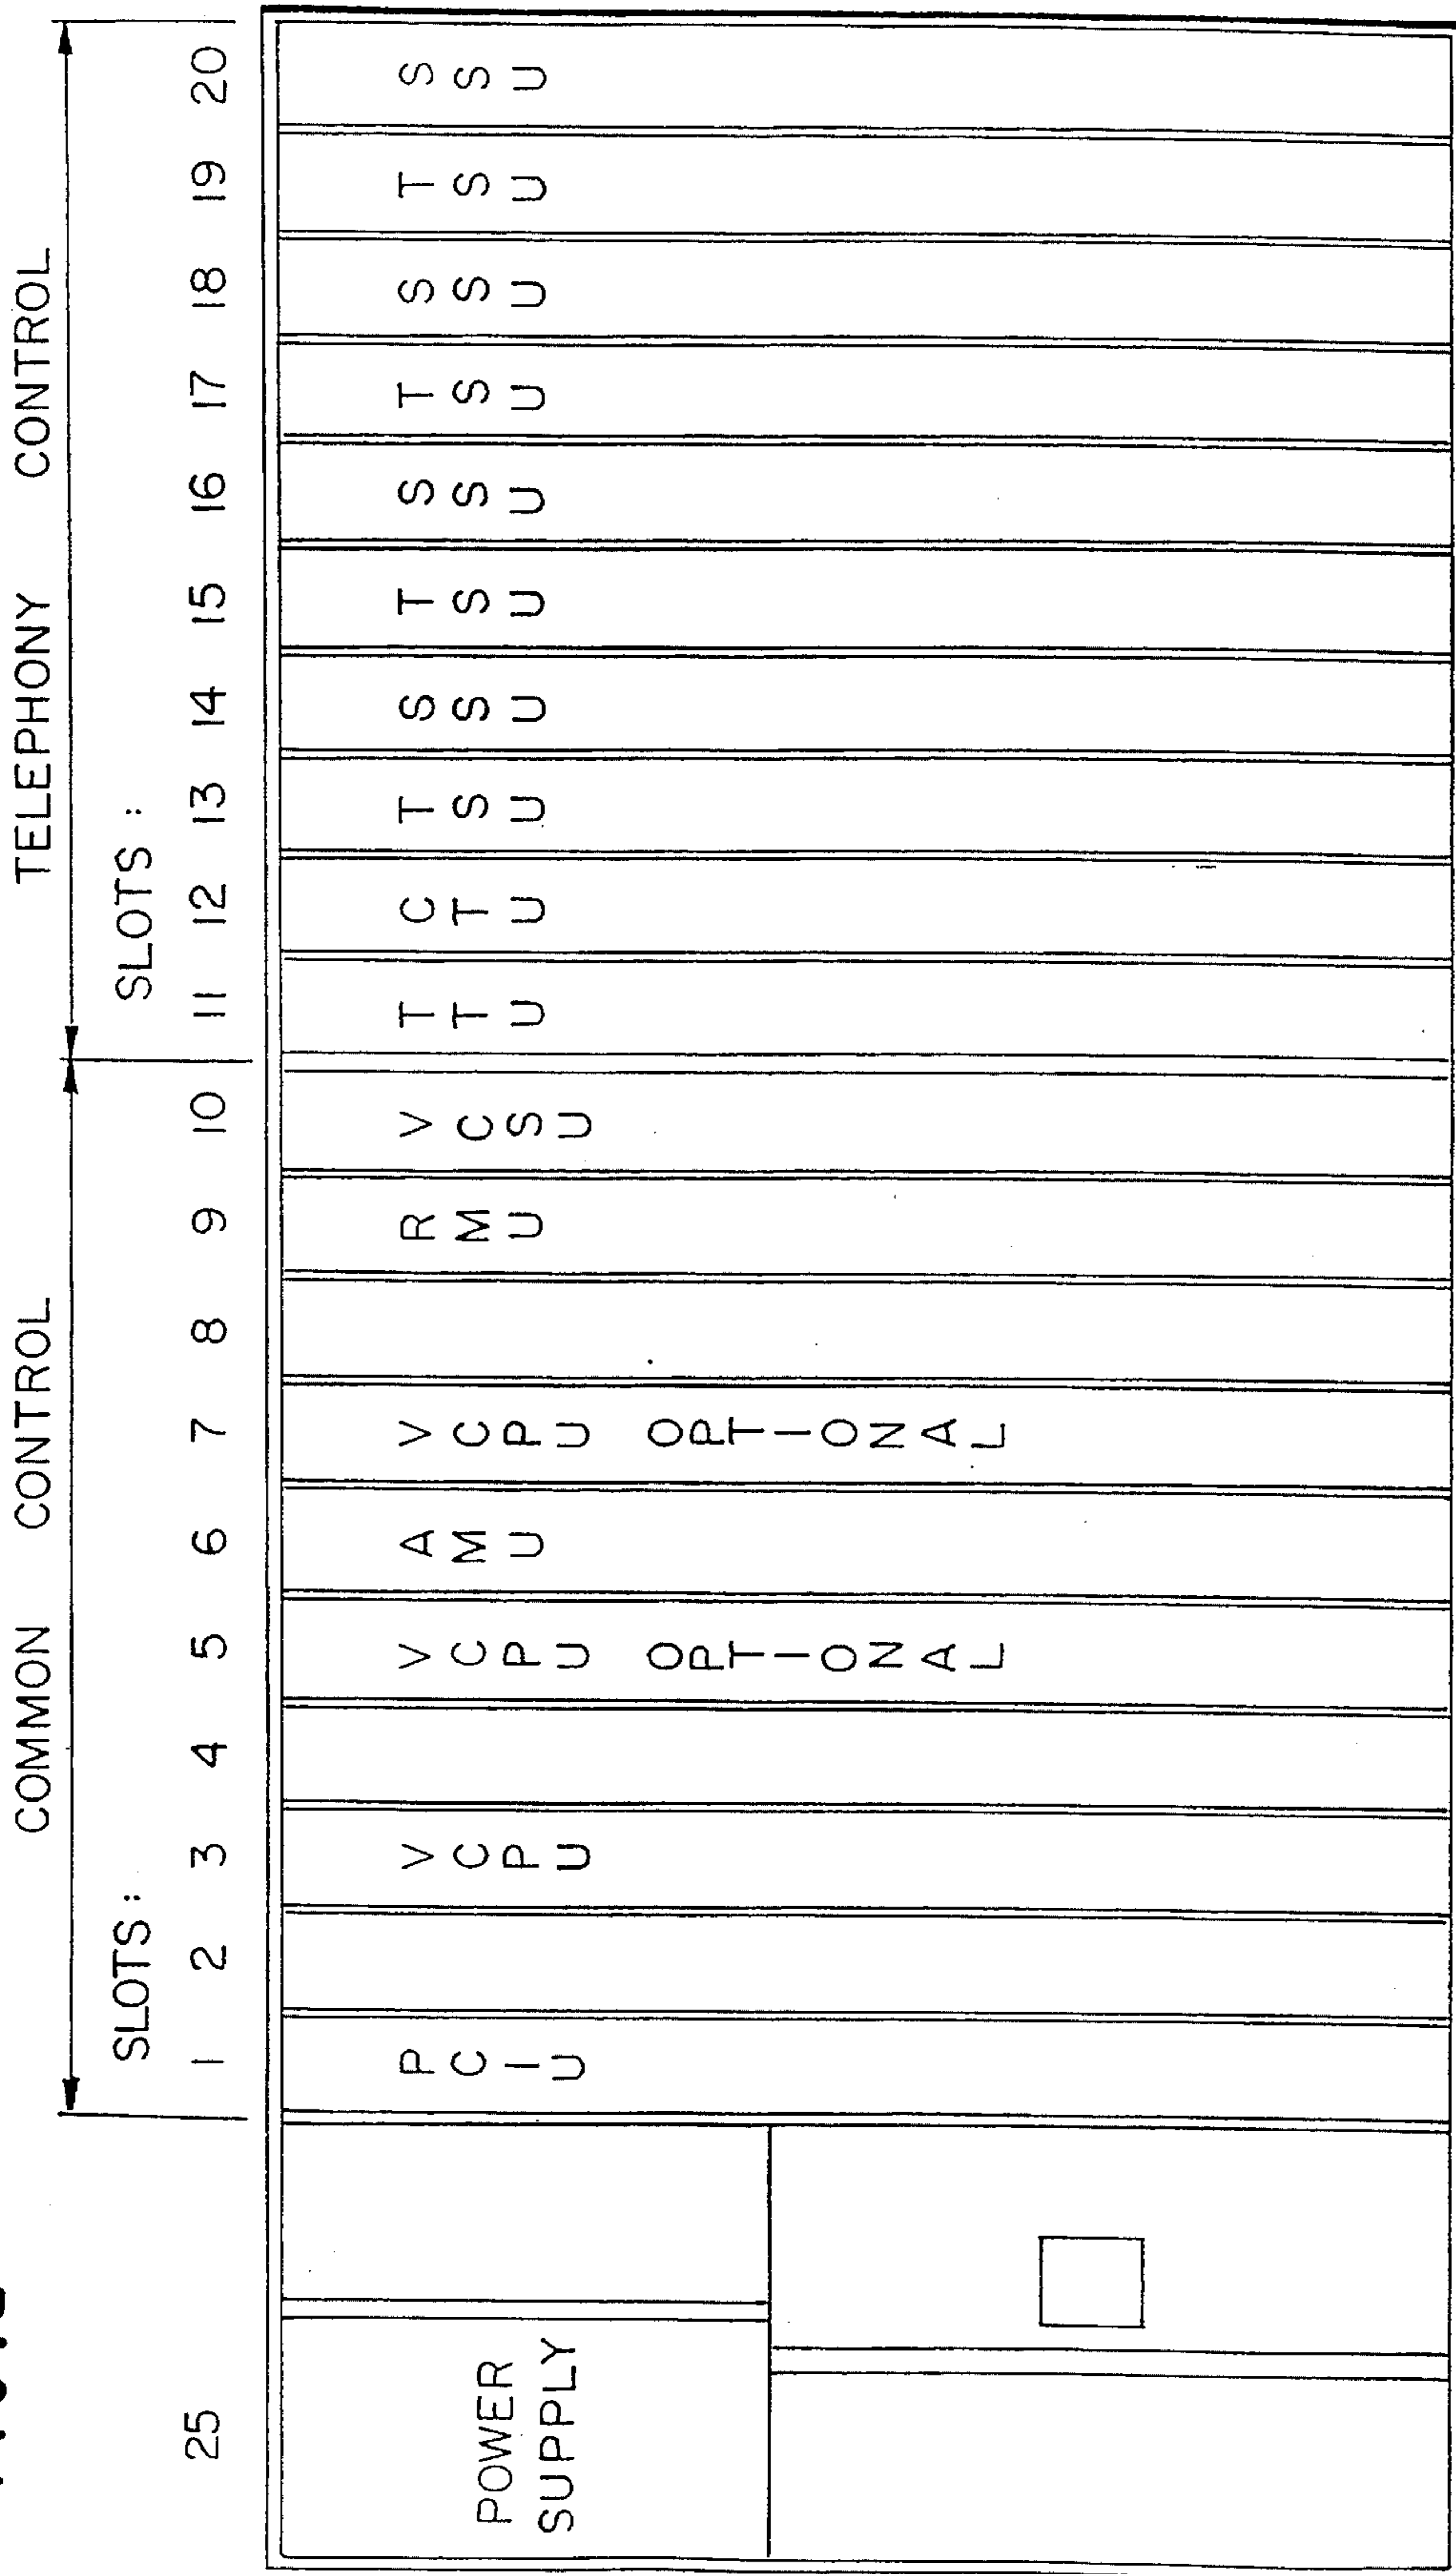 COMMON CONTROL
TELEPHONY CONTROL
SLOTS :
SLOTS :
25
1 2 3 4 5 6 7 8 9 10 11 12 13 14 15 16 17 18 19 20
POWER
SUPPLY
PCIU
VCPU
VCPU OPTIONAL
AMU
VCPU OPTIONAL
RMU
VCSU
TTU
CTU
TSU
SSU
TSU
SSU
TSU
SSU
TSU
SSU